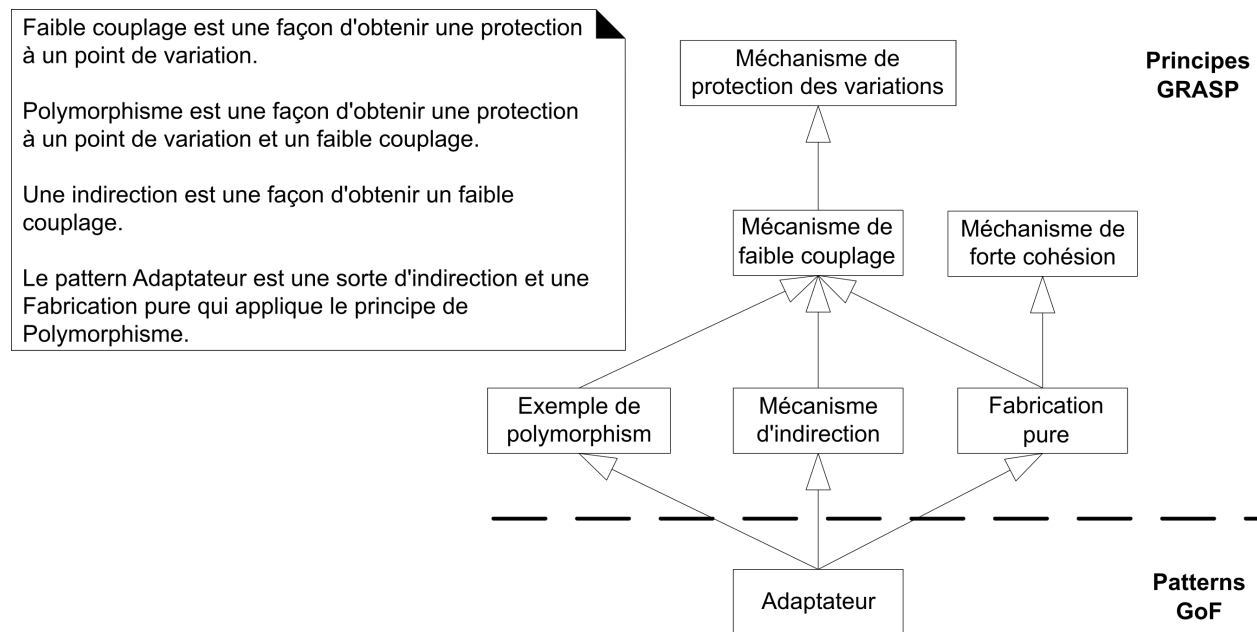 Faible couplage est une façon d'obtenir une protection
à un point de variation.
Polymorphisme est une façon d'obtenir une protection
à un point de variation et un faible couplage.
Une indirection est une façon d'obtenir un faible
couplage.
Le pattern Adaptateur est une sorte d'indirection et une
Fabrication pure qui applique le principe de
Polymorphisme.
Méchanisme de
protection des variations
Principes
GRASP
Mécanisme de
faible couplage
Méchanisme de
forte cohésion
Exemple de
polymorphism
Mécanisme
d'indirection
Fabrication
pure
Adaptateur
Patterns
GoF